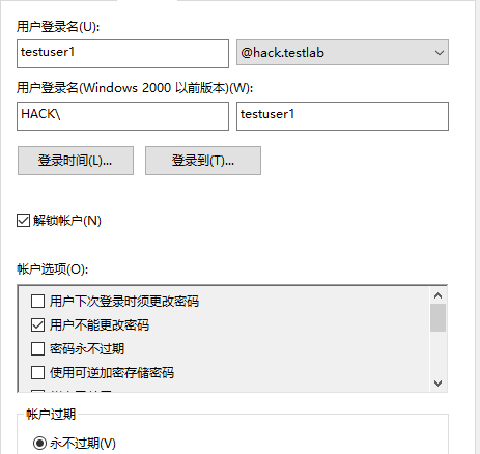 用户登录名(U):
testuser1 @hack.testlab
用户登录名(Windows 2000 以前版本)(W):
HACK\ testuser1
登录时间(L)... 登录到(T)...
解锁帐户(N)
帐户选项(O):
用户下次登录时须更改密码
用户不能更改密码
密码永不过期
使用可逆加密存储密码
帐户过期
永不过期(V)